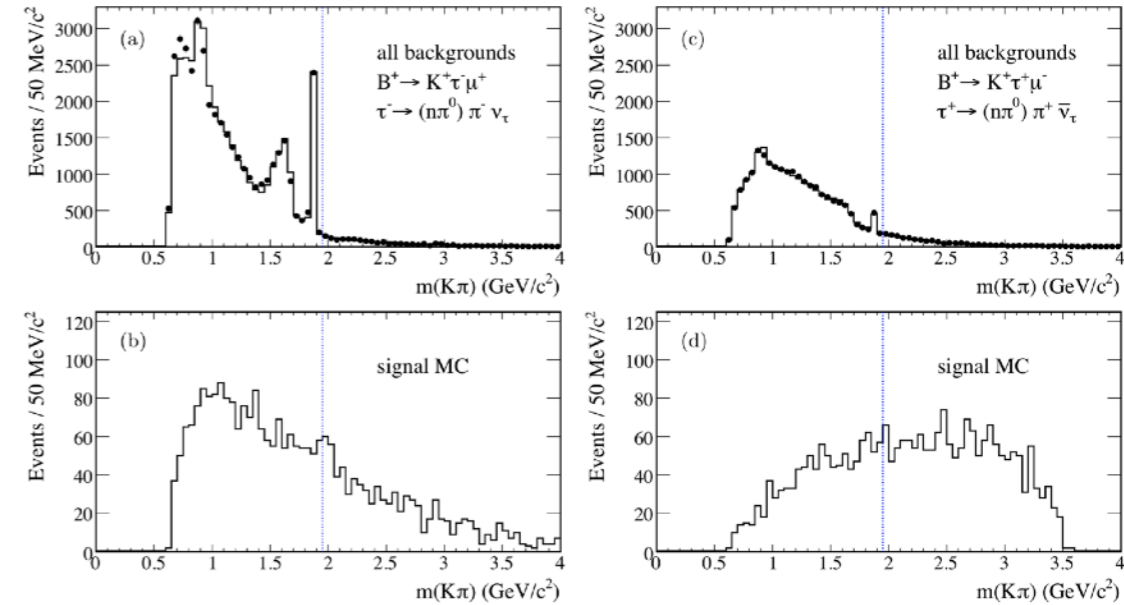 Events / 50 MeV/c²
3000
2500
2000
1500
1000
500
0
(a)
all backgrounds
B⁺→ K⁺τ⁻μ⁺
τ⁻→ (nπ⁰) π⁻ ντ
0 0.5 1 1.5 2 2.5 3 3.5 4
m(Kπ) (GeV/c²)
Events / 50 MeV/c²
3000
2500
2000
1500
1000
500
0
(c)
all backgrounds
B⁺→ K⁺τ⁺μ⁻
τ⁺→ (nπ⁰) π⁺ ν̄τ
0 0.5 1 1.5 2 2.5 3 3.5 4
m(Kπ) (GeV/c²)
Events / 50 MeV/c²
120
100
80
60
40
20
0
(b)
signal MC
0 0.5 1 1.5 2 2.5 3 3.5 4
m(Kπ) (GeV/c²)
Events / 50 MeV/c²
120
100
80
60
40
20
0
(d)
signal MC
0 0.5 1 1.5 2 2.5 3 3.5 4
m(Kπ) (GeV/c²)